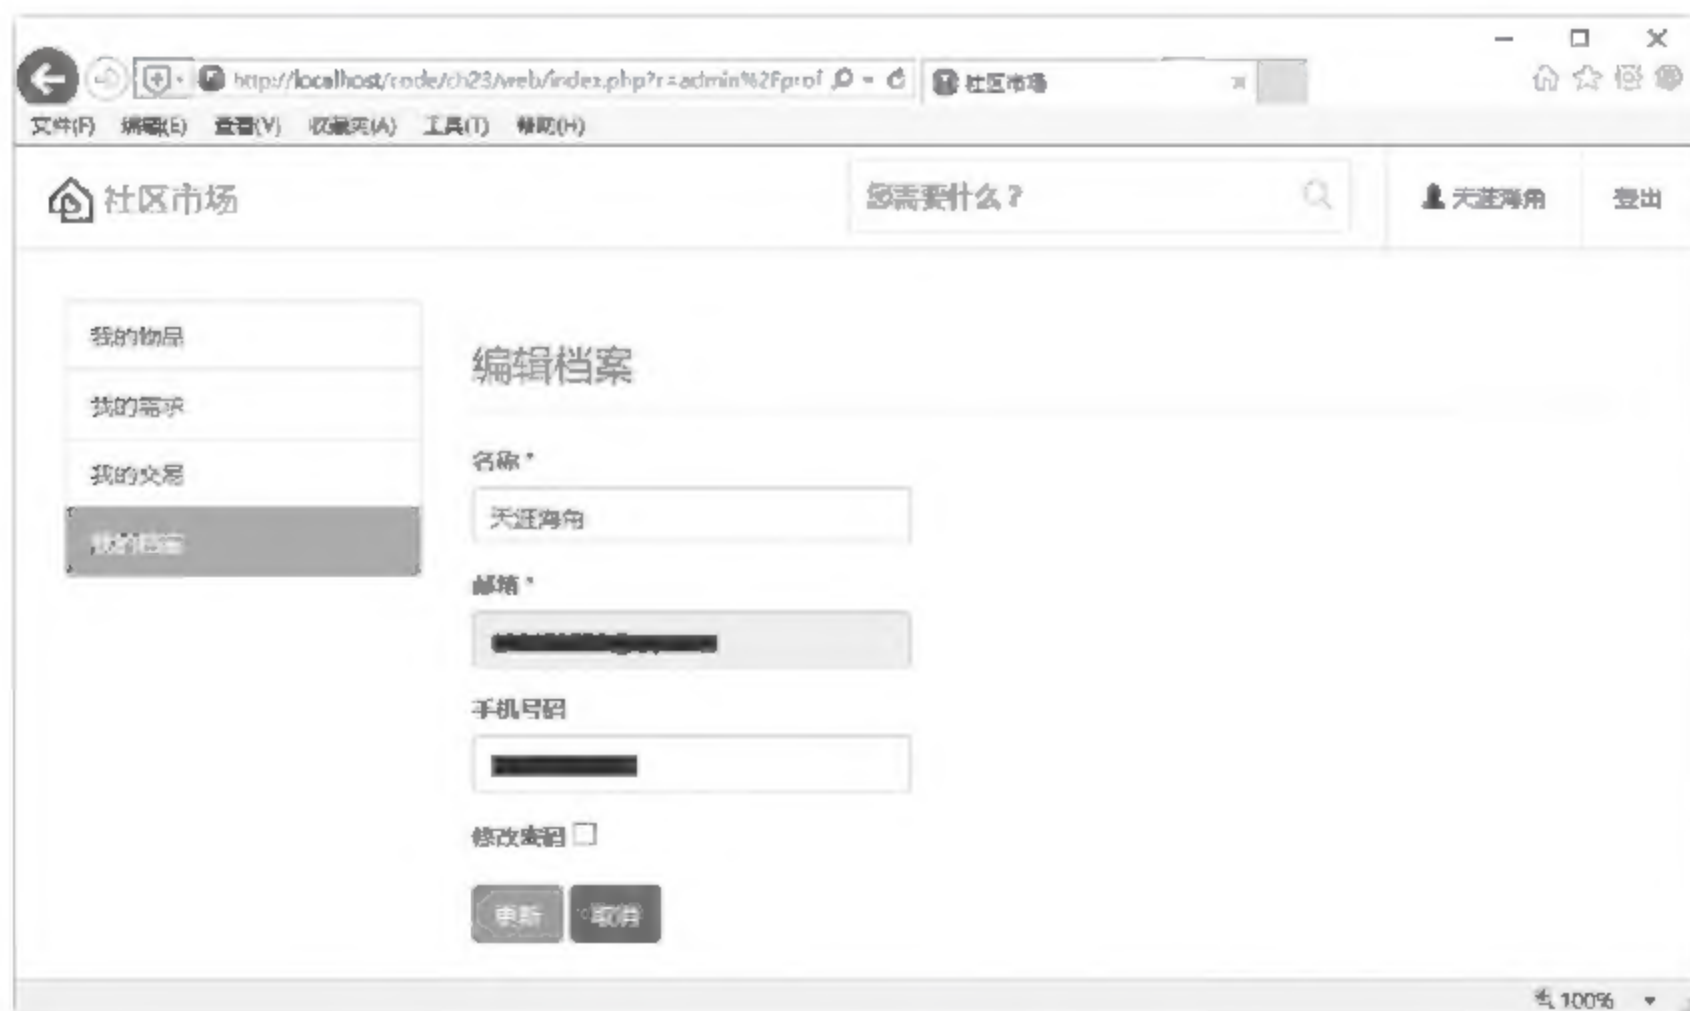 http://localhost/code/ch23/web/index.php?r=admin%2Fprof
社区市场
文件(F) 编辑(E) 查看(V) 收藏夹(A) 工具(T) 帮助(H)
社区市场 您需要什么？ 天涯海角 登出
我的物品
编辑档案
我的需求
名称 *
我的交易
天涯海角
我的档案
邮箱 *
手机号码
修改密码
更新 取消
100%